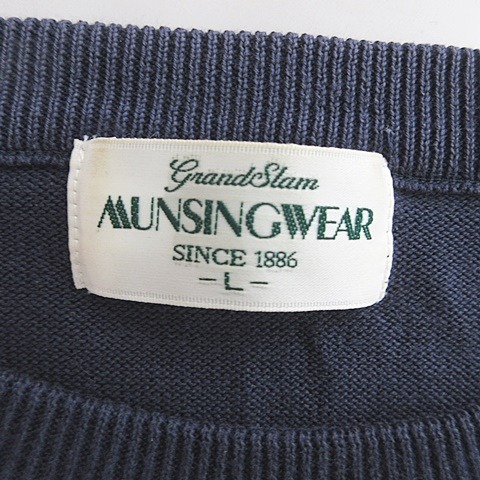 GrandSlam
MUNSINGWEAR
SINCE 1886
-L-